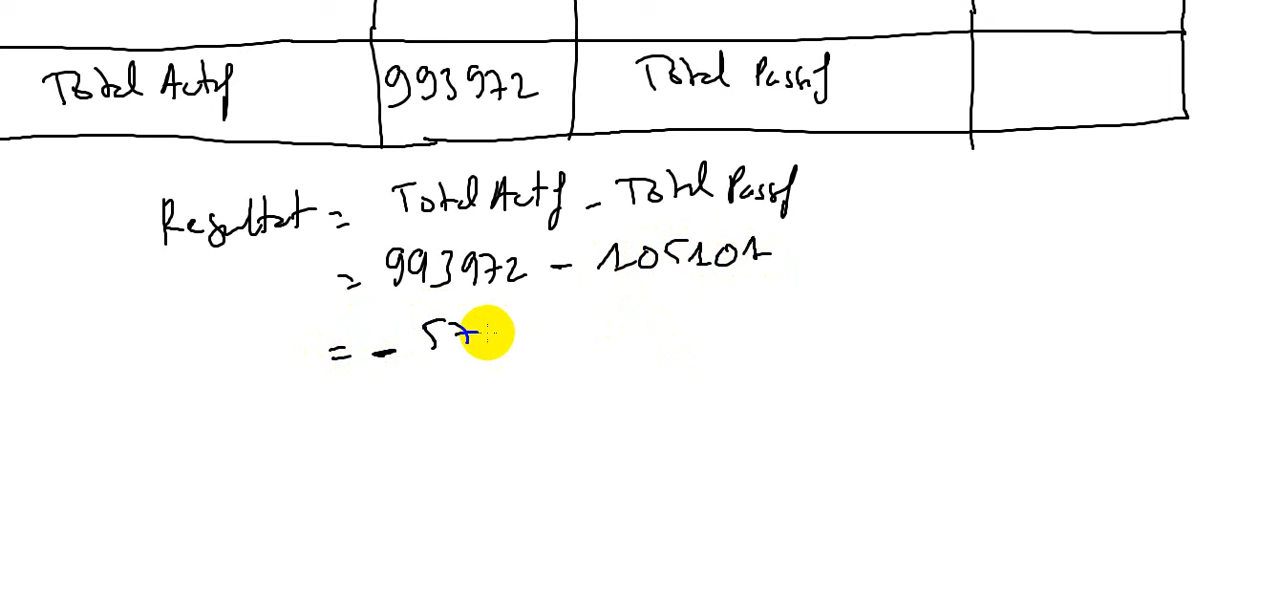 Total Actif 993972 Total Passif
Resultat = Total Actif - Total Passif
= 993972 - 105101
= - 57